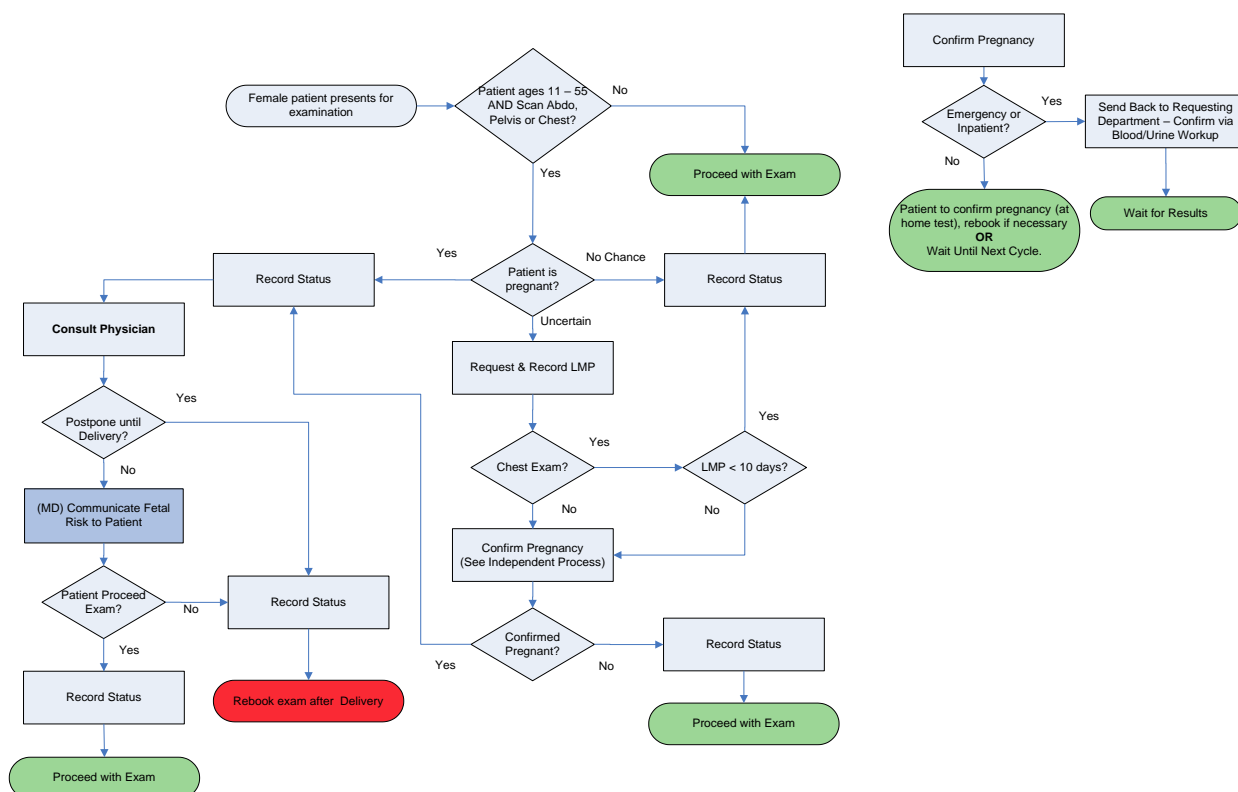 Confirm Pregnancy
Patient ages 11 – 55
AND Scan Abdo,
Pelvis or Chest?
No
Female patient presents for
examination
Yes
Emergency or
Inpatient?
Send Back to Requesting
Department – Confirm via
Blood/Urine Workup
No
Yes
Proceed with Exam
Patient to confirm pregnancy (at
home test), rebook if necessary
OR
Wait Until Next Cycle.
Wait for Results
Yes
No Chance
Record Status
Patient is
pregnant?
Record Status
Uncertain
Consult Physician
Request & Record LMP
Yes
Postpone until
Delivery?
Yes
Yes
No
Chest Exam?
LMP < 10 days?
(MD) Communicate Fetal
Risk to Patient
No
No
Confirm Pregnancy
(See Independent Process)
Patient Proceed
Exam?
No
Record Status
Yes
Confirmed
Pregnant?
Yes
No
Record Status
Record Status
Rebook exam after  Delivery
Proceed with Exam
Proceed with Exam